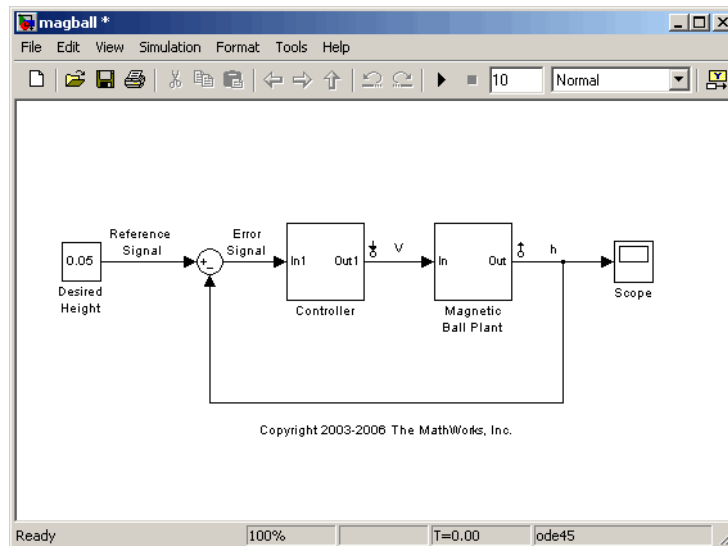 magball *
File Edit View Simulation Format Tools Help
10 Normal
Reference Signal
Error Signal
V
h
0.05
+
-
In1 Out1
In Out
Desired Height
Controller
Magnetic Ball Plant
Scope
Copyright 2003-2006 The MathWorks, Inc.
Ready 100% T=0.00 ode45